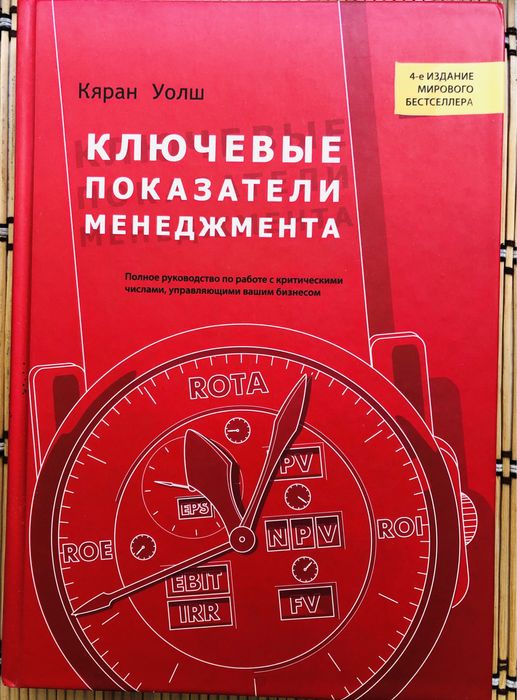 4-е ИЗДАНИЕ
МИРОВОГО
БЕСТСЕЛЛЕРА
Кяран Уолш
КЛЮЧЕВЫЕ
ПОКАЗАТЕЛИ
МЕНЕДЖМЕНТА
Полное руководство по работе с критическими
числами, управляющими вашим бизнесом
ROTA
PV
EPS
NPV
ROI
ROE
EBIT
IRR
FV